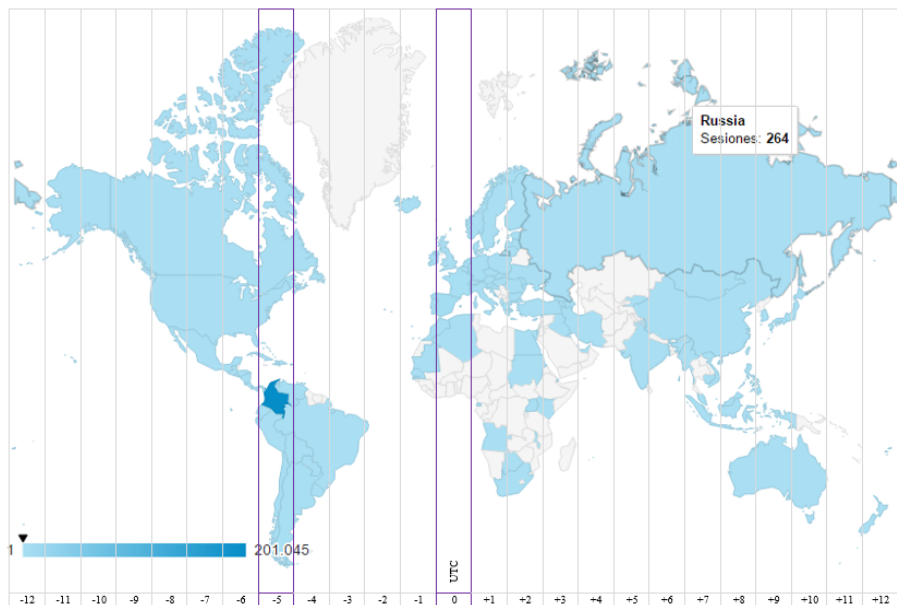 Russia
Sesiones: 264
1 201.045
UTC
-12 -11 -10 -9 -8 -7 -6 -5 -4 -3 -2 -1 0 +1 +2 +3 +4 +5 +6 +7 +8 +9 +10 +11 +12